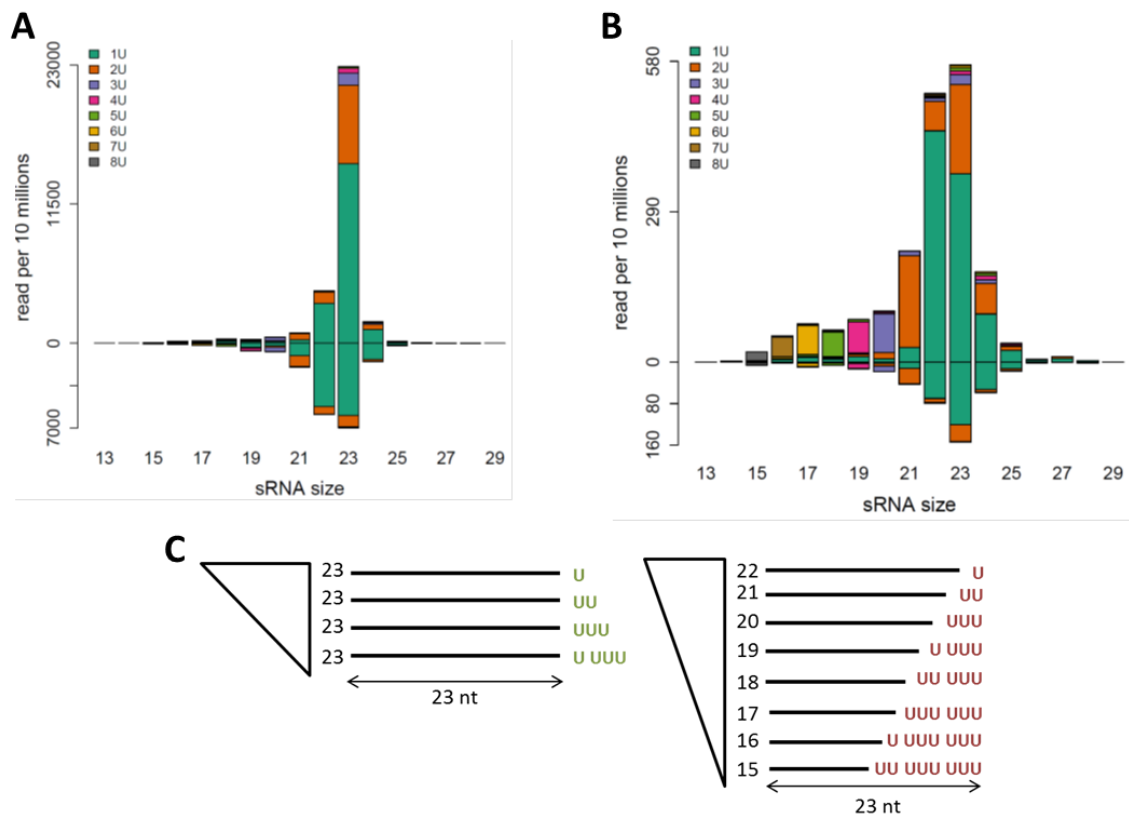 A
1U
2U
3U
4U
5U
6U
7U
8U
read per 10 millions
23000
11500
0
7000
13 15 17 19 21 23 25 27 29
sRNA size
B
1U
2U
3U
4U
5U
6U
7U
8U
read per 10 millions
580
290
0
80
160
13 15 17 19 21 23 25 27 29
sRNA size
C
23 U
23 UU
23 UUU
23 U UUU
23 nt
22 U
21 UU
20 UUU
19 U UUU
18 UU UUU
17 UUU UUU
16 U UUU UUU
15 UU UUU UUU
23 nt